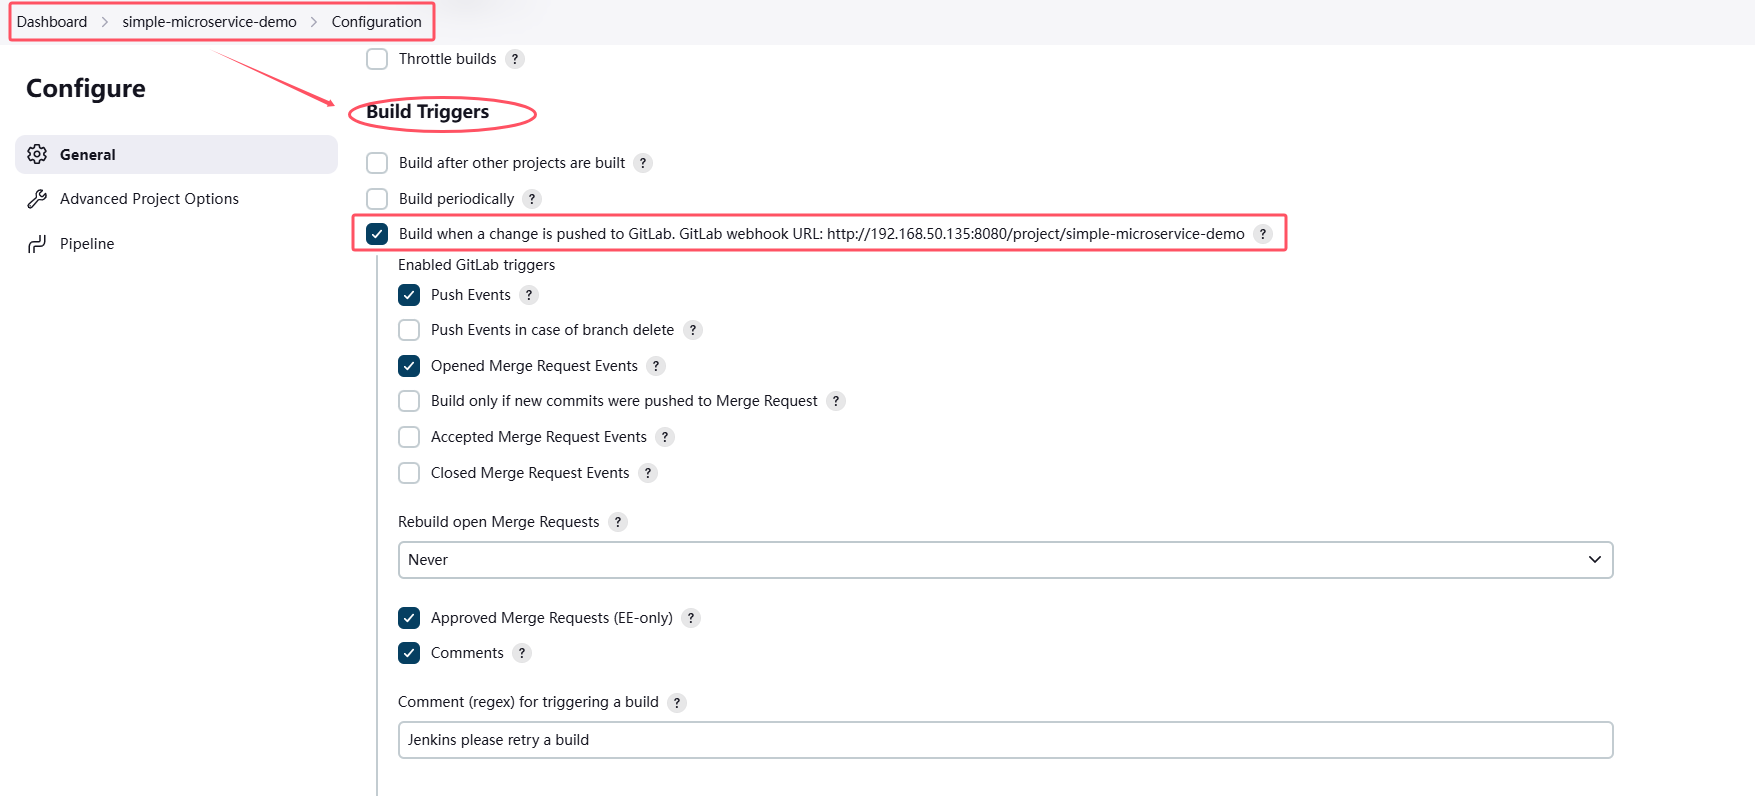 Dashboard > simple-microservice-demo > Configuration
Configure
General
Advanced Project Options
Pipeline
Throttle builds ?
Build Triggers
Build after other projects are built ?
Build periodically ?
Build when a change is pushed to GitLab. GitLab webhook URL: http://192.168.50.135:8080/project/simple-microservice-demo ?
Enabled GitLab triggers
Push Events ?
Push Events in case of branch delete ?
Opened Merge Request Events ?
Build only if new commits were pushed to Merge Request ?
Accepted Merge Request Events ?
Closed Merge Request Events ?
Rebuild open Merge Requests ?
Never
Approved Merge Requests (EE-only) ?
Comments ?
Comment (regex) for triggering a build ?
Jenkins please retry a build